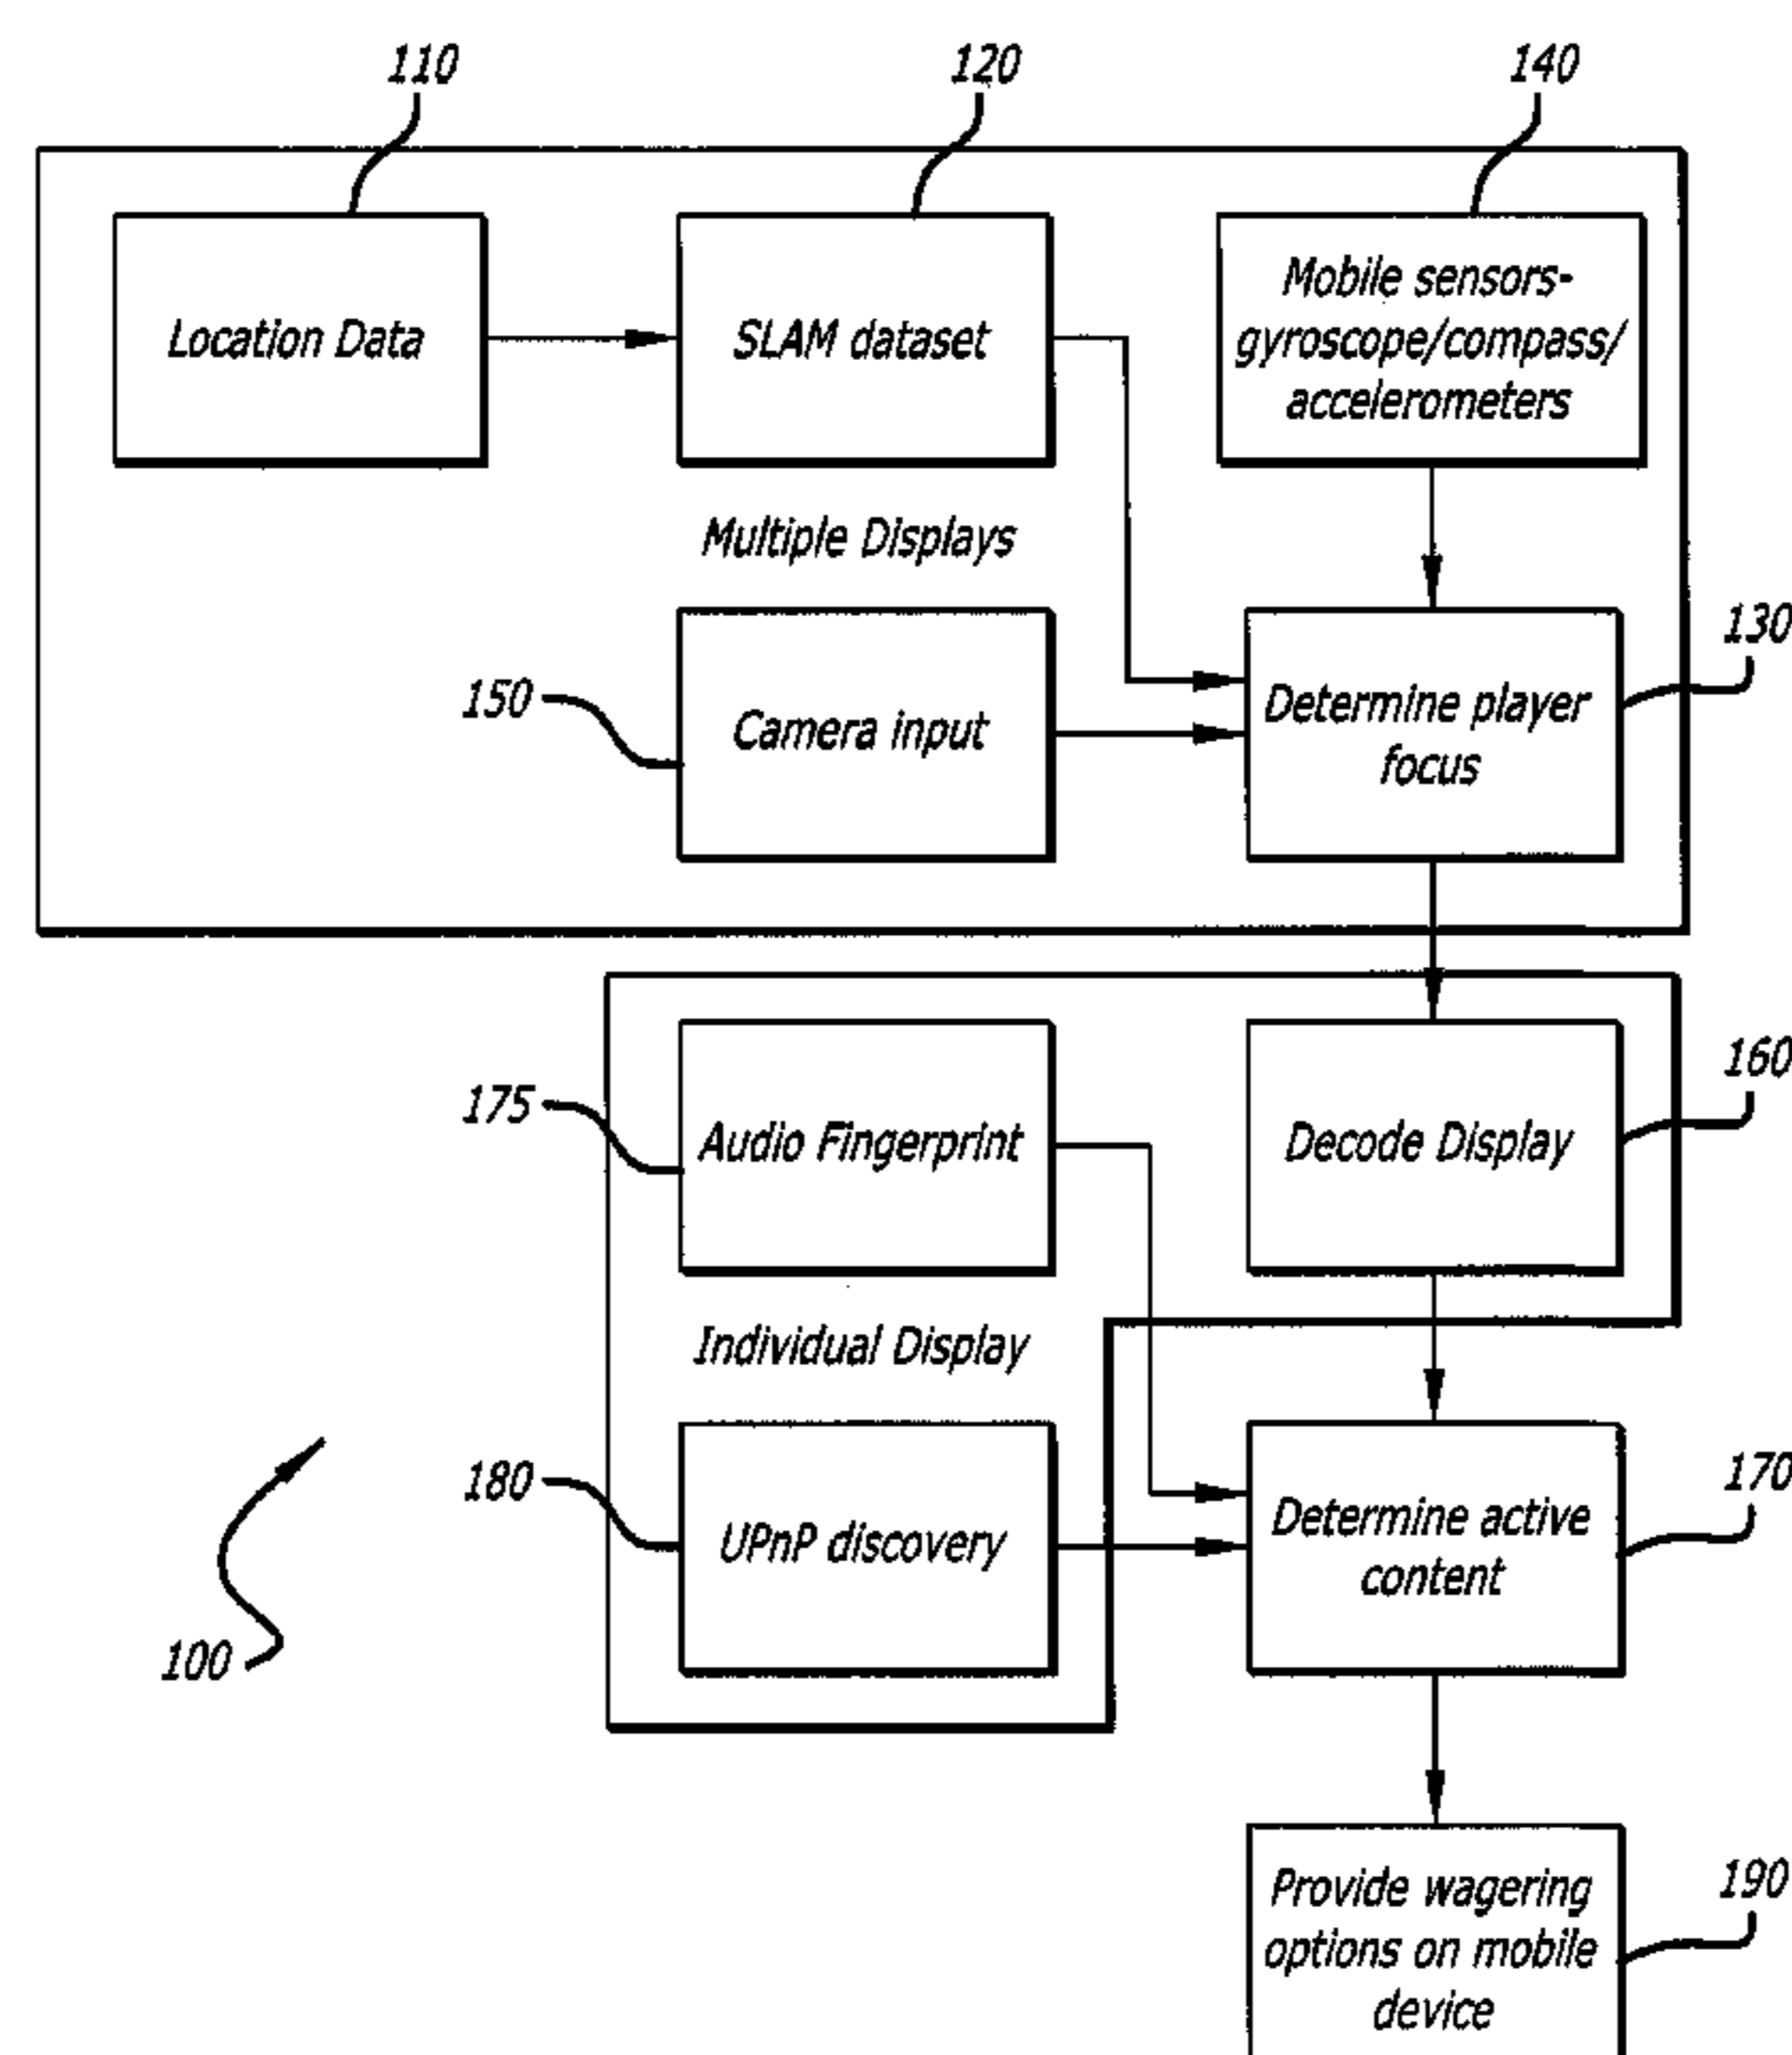 110
120
140
Location Data
SLAM dataset
Mobile sensors-
gyroscope/compass/
accelerometers
Multiple Displays
130
150
Camera input
Determine player
focus
160
175
Audio Fingerprint
Decode Display
Individual Display
170
180
UPnP discovery
Determine active
content
100
190
Provide wagering
options on mobile
device